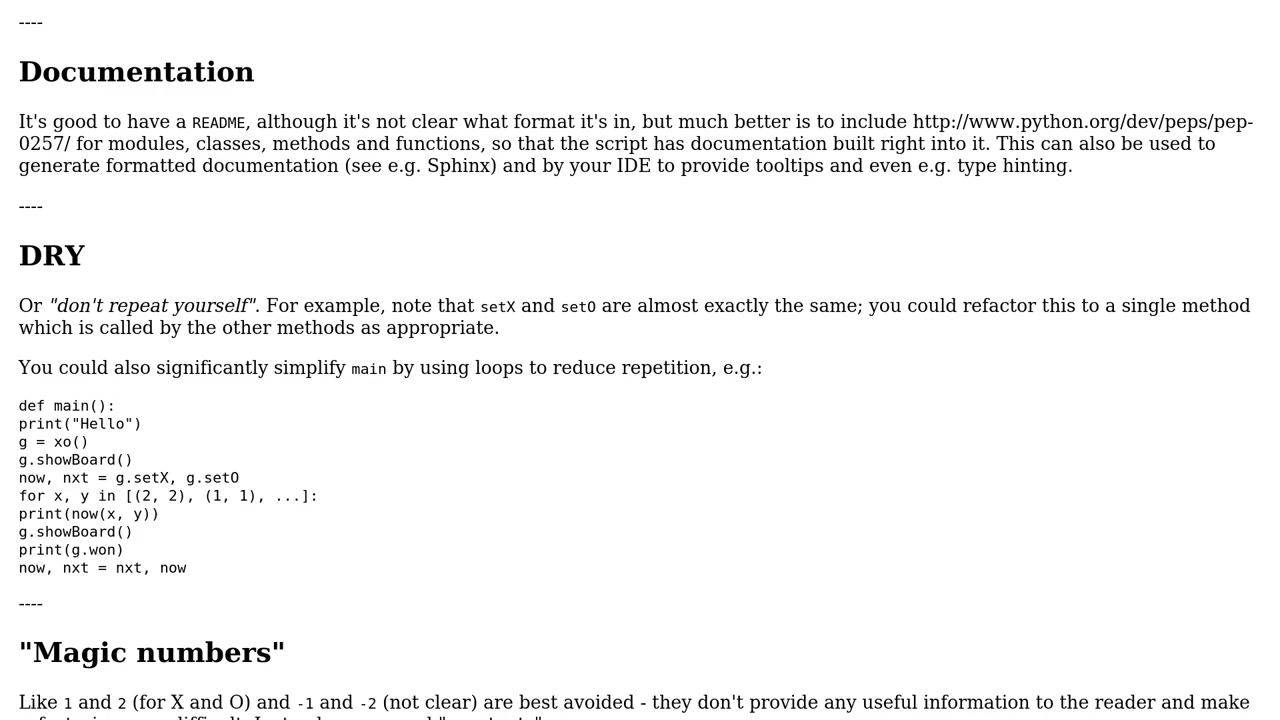 ----
Documentation
It's good to have a README, although it's not clear what format it's in, but much better is to include http://www.python.org/dev/peps/pep-
0257/ for modules, classes, methods and functions, so that the script has documentation built right into it. This can also be used to
generate formatted documentation (see e.g. Sphinx) and by your IDE to provide tooltips and even e.g. type hinting.
----
DRY
Or "don't repeat yourself". For example, note that setX and setO are almost exactly the same; you could refactor this to a single method
which is called by the other methods as appropriate.
You could also significantly simplify main by using loops to reduce repetition, e.g.:
def main():
print("Hello")
g = xo()
g.showBoard()
now, nxt = g.setX, g.setO
for x, y in [(2, 2), (1, 1), ...]:
print(now(x, y))
g.showBoard()
print(g.won)
now, nxt = nxt, now
----
"Magic numbers"
Like 1 and 2 (for X and O) and -1 and -2 (not clear) are best avoided - they don't provide any useful information to the reader and make